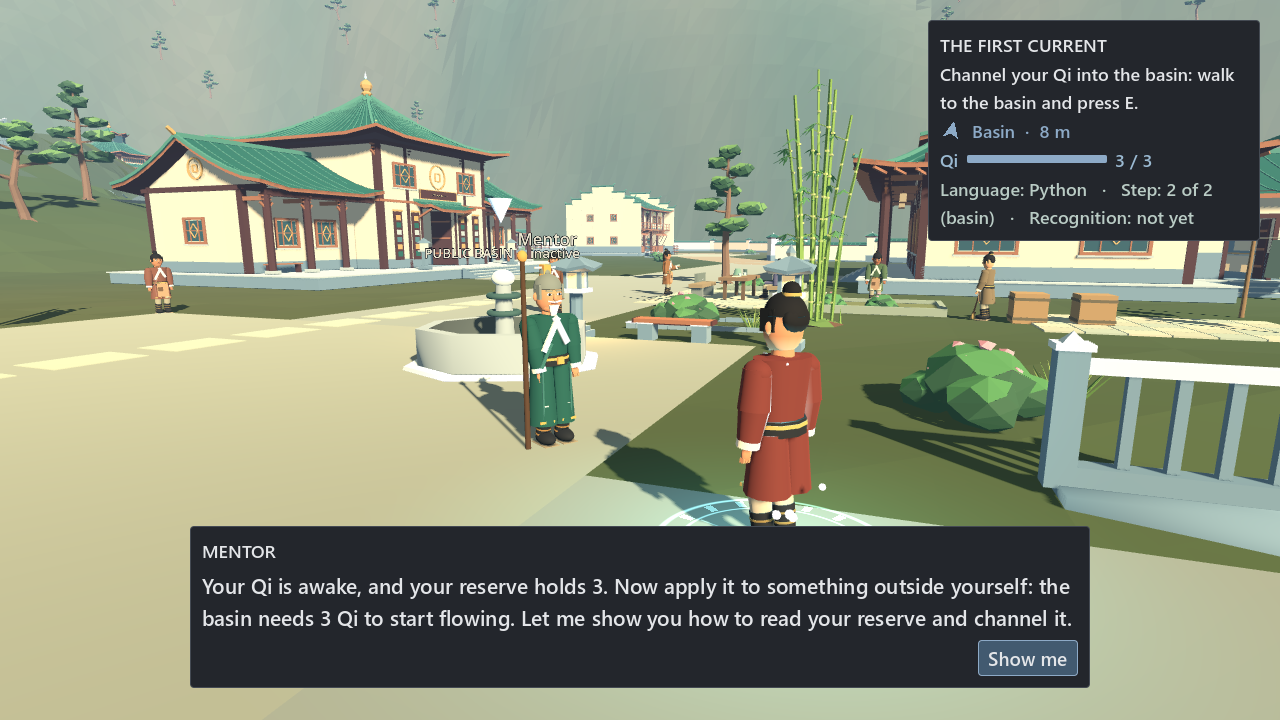 THE FIRST CURRENT
Channel your Qi into the basin: walk
to the basin and press E.
Basin · 8 m
Qi 3 / 3
Language: Python · Step: 2 of 2
(basin) · Recognition: not yet
Mentor
PUBLIC BASIN inactive
MENTOR
Your Qi is awake, and your reserve holds 3. Now apply it to something outside yourself: the
basin needs 3 Qi to start flowing. Let me show you how to read your reserve and channel it.
Show me